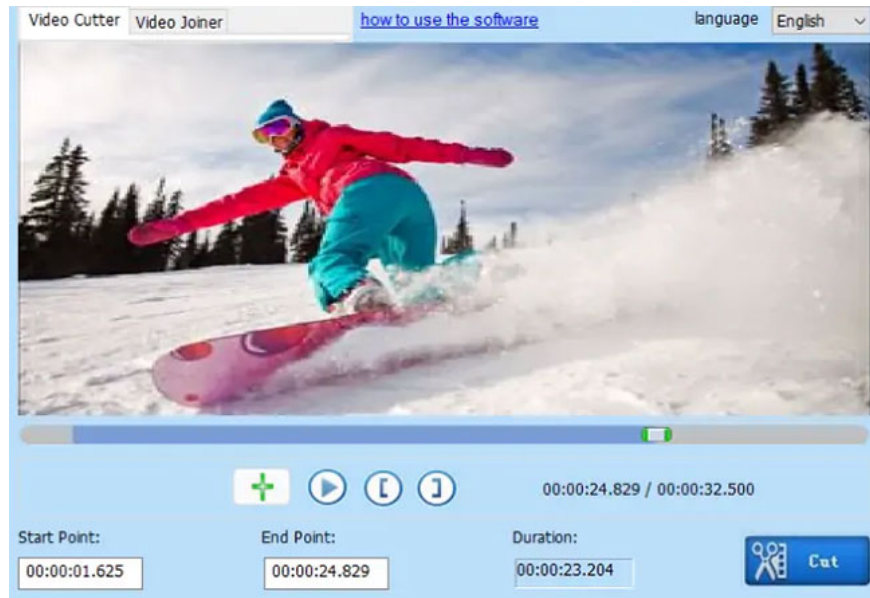 Video Cutter Video Joiner how to use the software language English
00:00:24.829 / 00:00:32.500
Start Point: End Point: Duration:
00:00:01.625 00:00:24.829 00:00:23.204 Cut